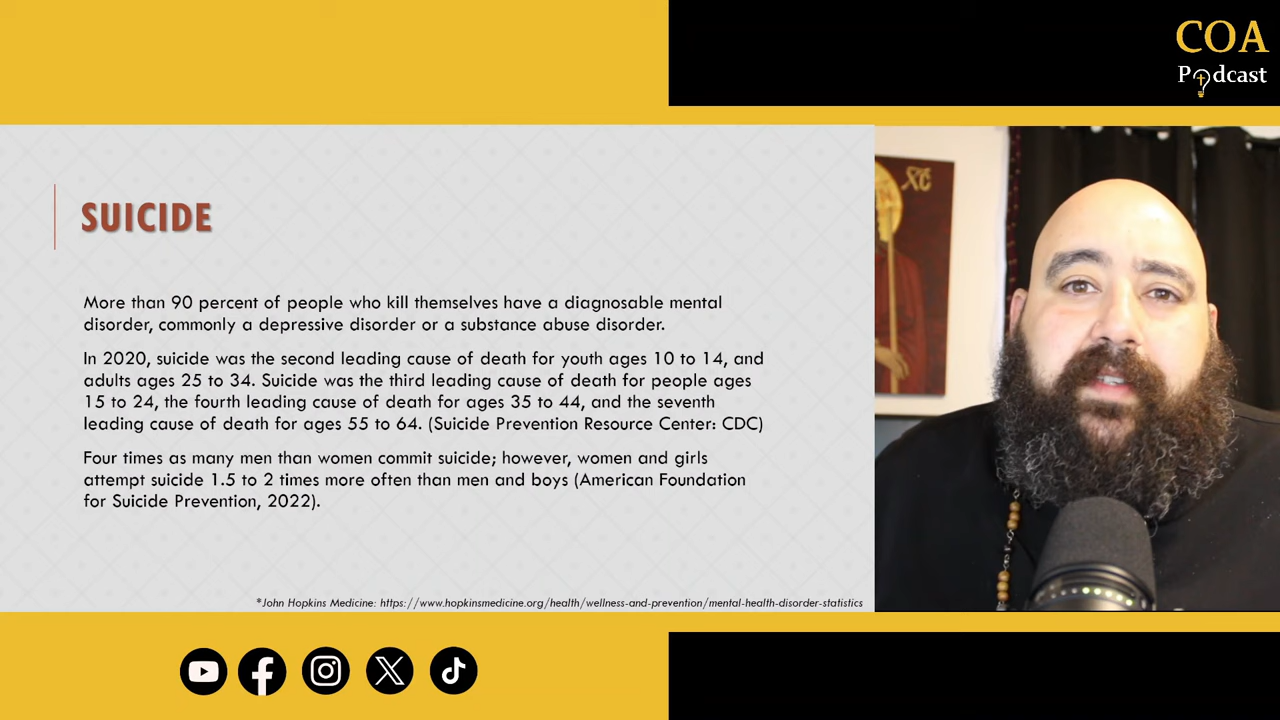 COA
Podcast
XC
SUICIDE
More than 90 percent of people who kill themselves have a diagnosable mental
disorder, commonly a depressive disorder or a substance abuse disorder.
In 2020, suicide was the second leading cause of death for youth ages 10 to 14, and
adults ages 25 to 34. Suicide was the third leading cause of death for people ages
15 to 24, the fourth leading cause of death for ages 35 to 44, and the seventh
leading cause of death for ages 55 to 64. (Suicide Prevention Resource Center: CDC)
Four times as many men than women commit suicide; however, women and girls
attempt suicide 1.5 to 2 times more often than men and boys (American Foundation
for Suicide Prevention, 2022).
*John Hopkins Medicine: https://www.hopkinsmedicine.org/health/wellness-and-prevention/mental-health-disorder-statistics